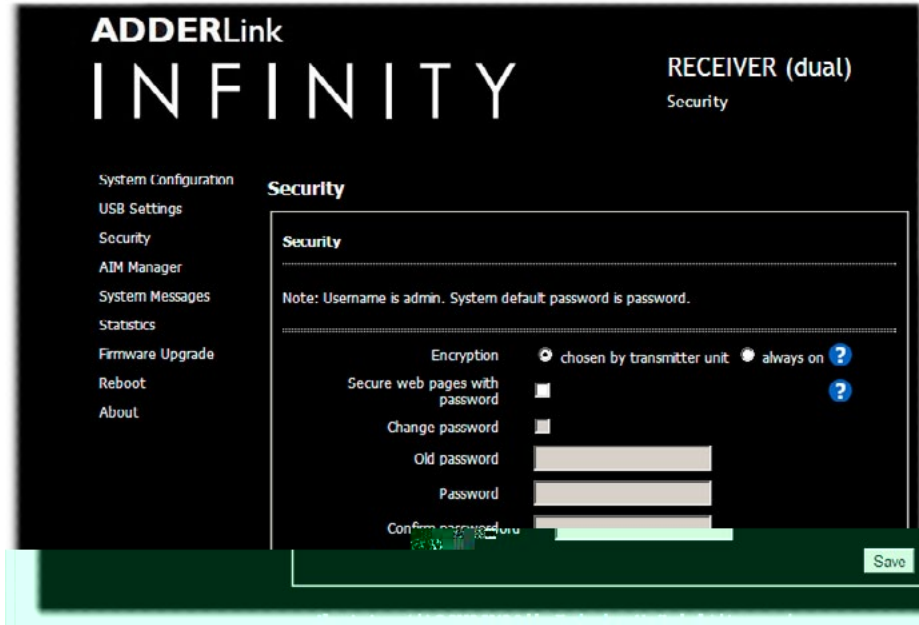 ADDERLink
INFINITY
RECEIVER (dual)
Security
System Configuration
USB Settings
Security
AIM Manager
System Messages
Statistics
Firmware Upgrade
Reboot
About
Security
Security
Note: Username is admin. System default password is password.
Encryption chosen by transmitter unit always on ?
Secure web pages with
password ?
Change password
Old password
Password
Confirm
Save